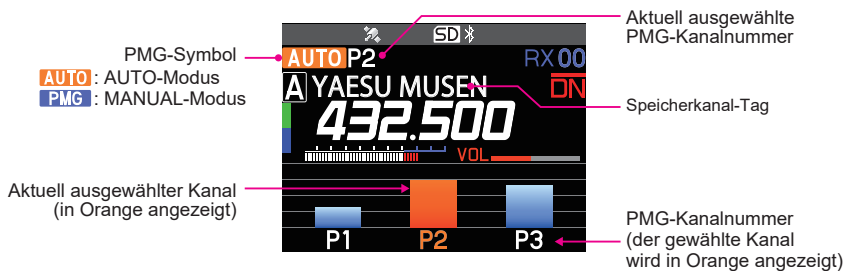 PMG-Symbol
AUTO : AUTO-Modus
PMG : MANUAL-Modus
Aktuell ausgewählter Kanal
(in Orange angezeigt)
SD
AUTO P2
RX 00
A YAESU MUSEN
DN
432.500
VOL
P1 P2 P3
Aktuell ausgewählte
PMG-Kanalnummer
Speicherkanal-Tag
PMG-Kanalnummer
(der gewählte Kanal
wird in Orange angezeigt)